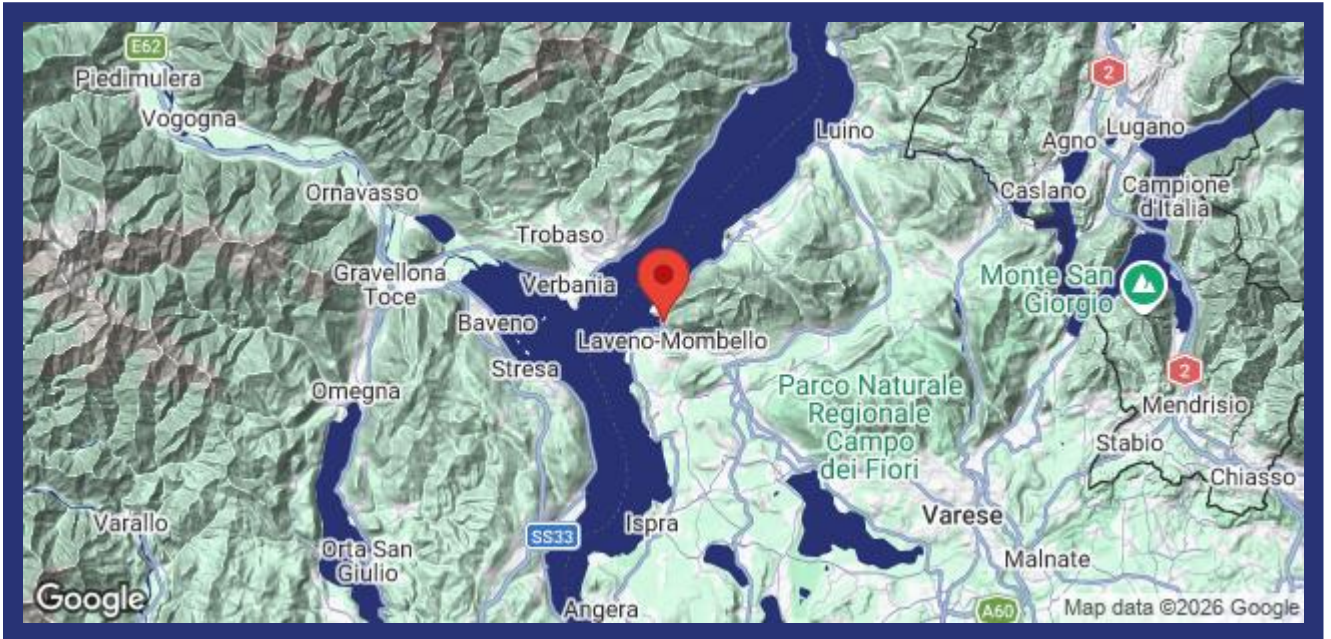 E62
Piedimulera
Vogogna
2
Luino
Agno
Lugano
Ornavasso
Caslano
Campione
d'Italia
Trobaso
Gravellona
Toce
Verbania
Monte San
Giorgio
Baveno
Laveno-Mombello
Stresa
2
Omegna
Parco Naturale
Regionale
Campo
dei Fiori
Mendrisio
Stabio
Chiasso
Varallo
Ispra
Varese
SS33
Orta San
Giulio
Malnate
Google
Angera
A60
Map data ©2026 Google